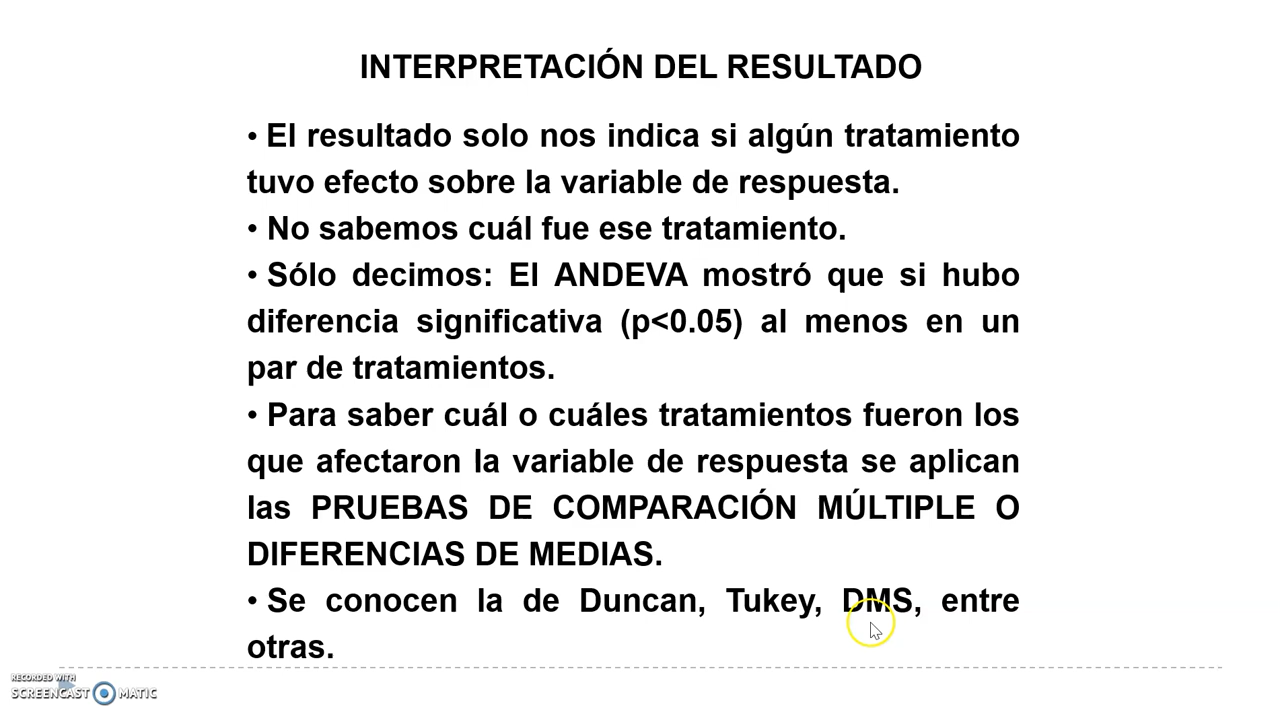 INTERPRETACIÓN DEL RESULTADO
• El resultado solo nos indica si algún tratamiento
tuvo efecto sobre la variable de respuesta.
• No sabemos cuál fue ese tratamiento.
• Sólo decimos: El ANDEVA mostró que si hubo
diferencia significativa (p<0.05) al menos en un
par de tratamientos.
• Para saber cuál o cuáles tratamientos fueron los
que afectaron la variable de respuesta se aplican
las PRUEBAS DE COMPARACIÓN MÚLTIPLE O
DIFERENCIAS DE MEDIAS.
• Se conocen la de Duncan, Tukey, DMS, entre
otras.
RECORDED WITH
SCREENCAST MATIC